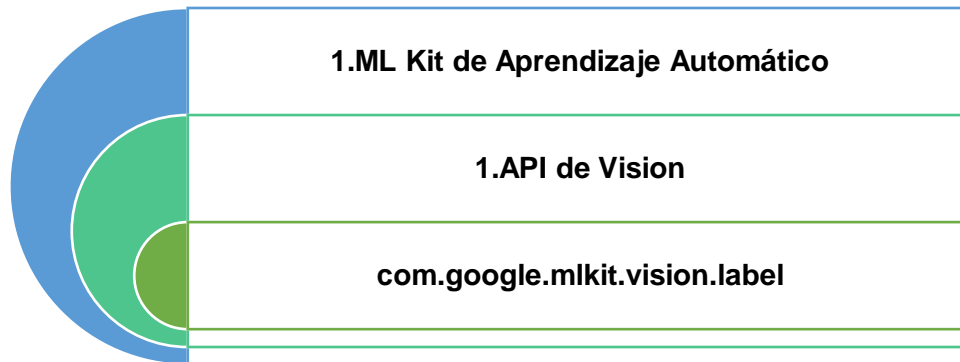 1.ML Kit de Aprendizaje Automático
1.API de Vision
com.google.mlkit.vision.label